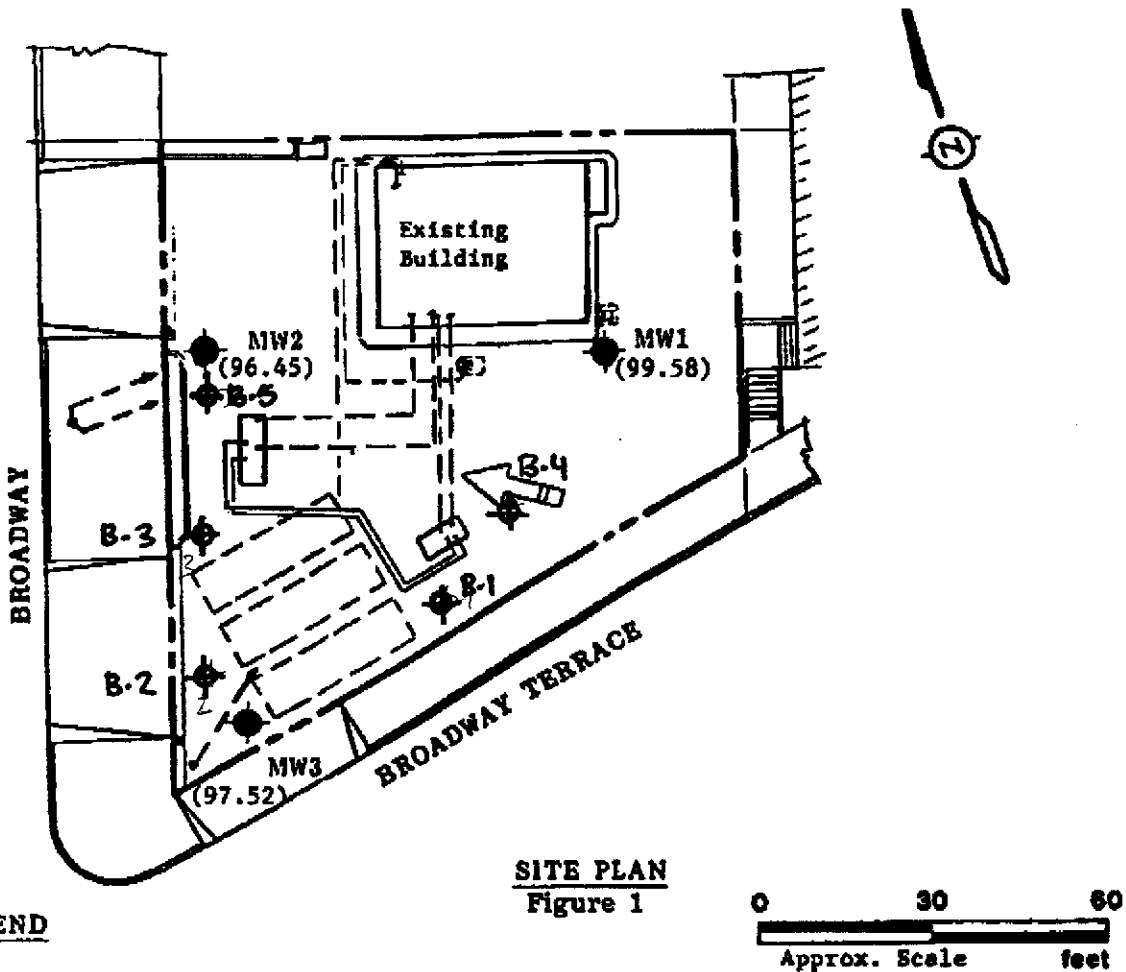 N
Existing
Building
MW2
(96.45)
MW1
(99.58)
B-5
B-4
B-3
B-1
B-2
BROADWAY
BROADWAY TERRACE
MW3
(97.52)
SITE PLAN
Figure 1
END
0 30 60
Approx. Scale feet